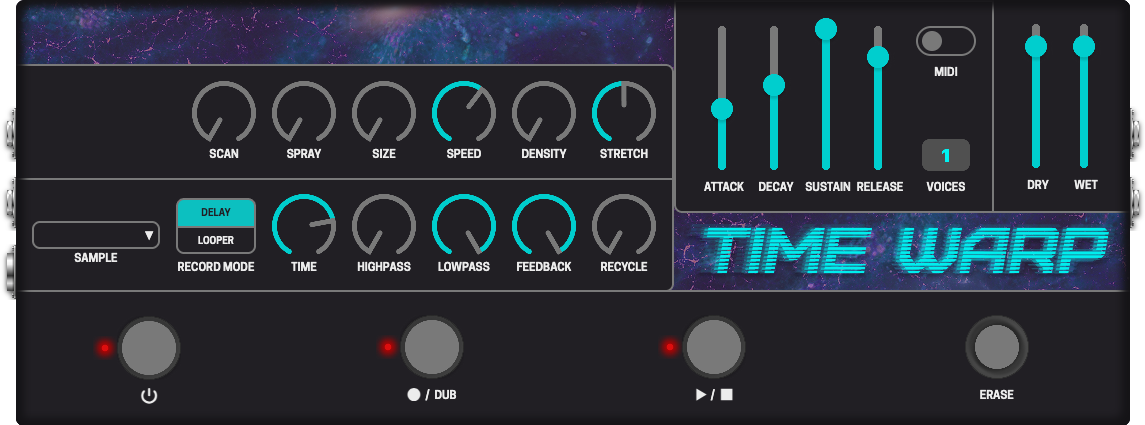 SCAN SPRAY SIZE SPEED DENSITY STRETCH
SAMPLE
DELAY
LOOPER
RECORD MODE
TIME HIGHPASS LOWPASS FEEDBACK RECYCLE
MIDI
1
ATTACK DECAY SUSTAIN RELEASE VOICES
DRY WET
TIME WARP
/ DUB
/
ERASE